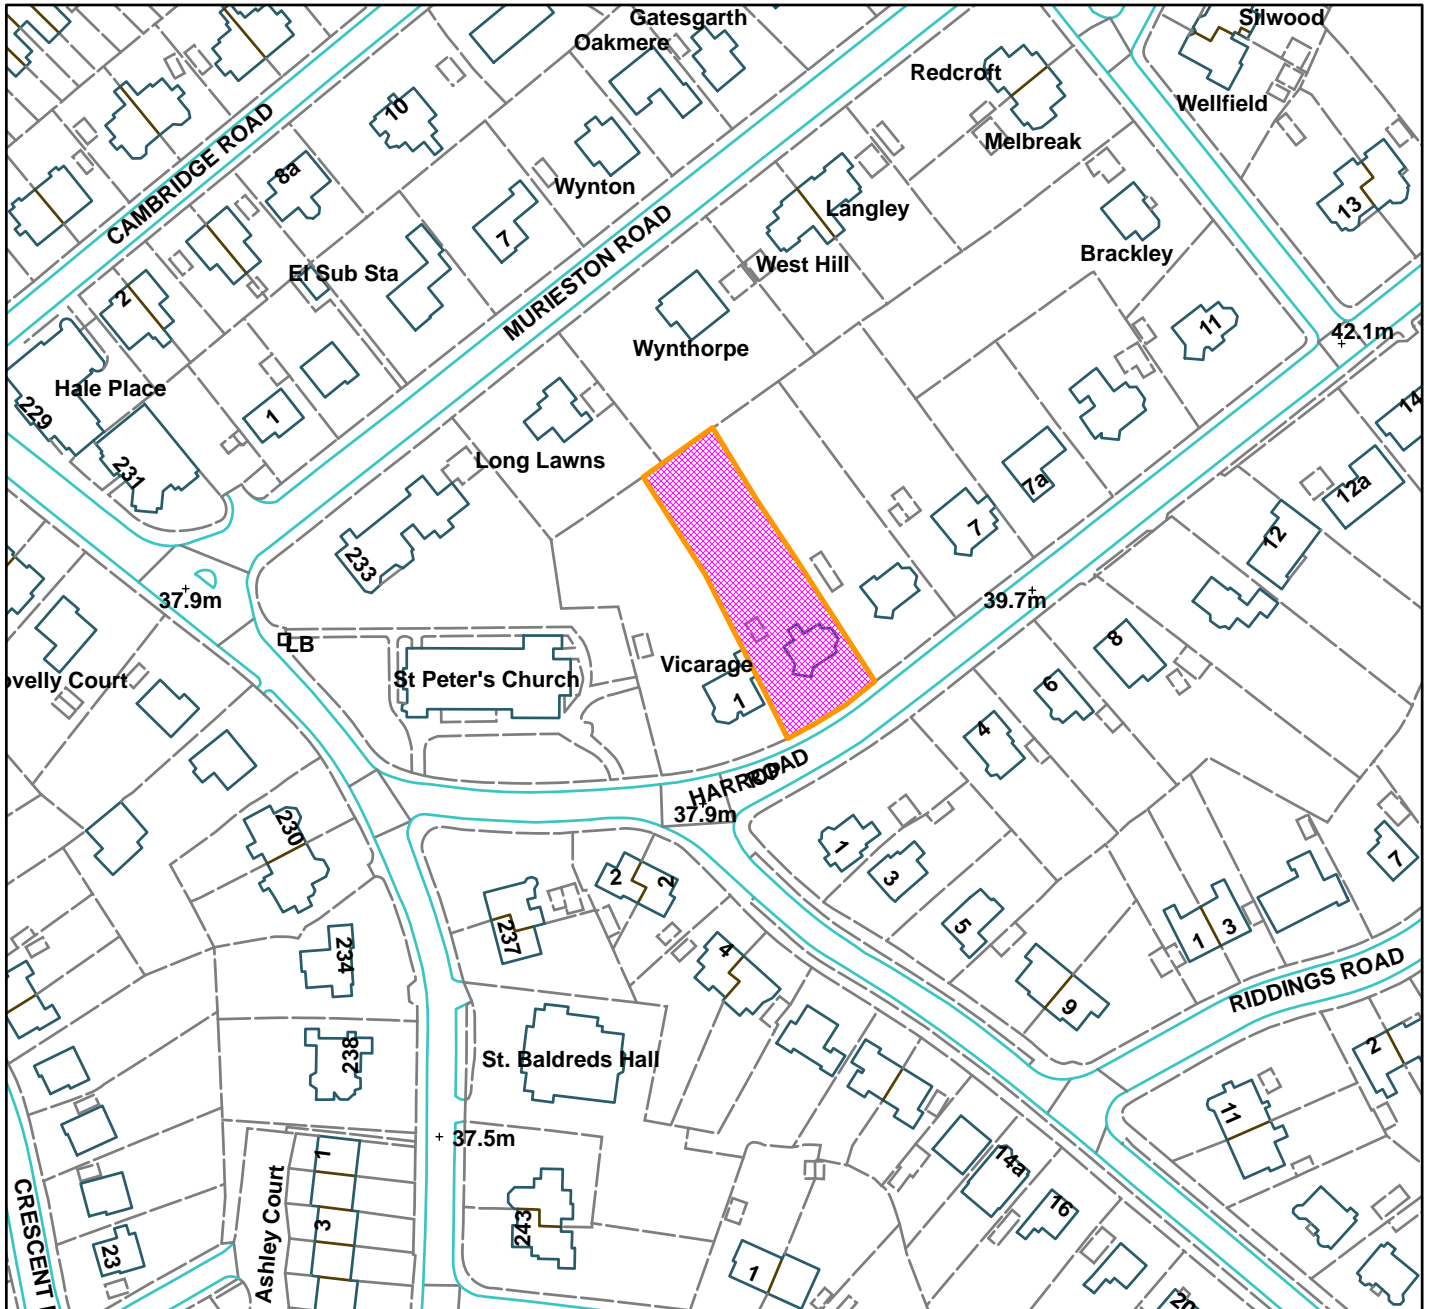 Gatesgarth
Silwood
Oakmere
Redcroft
Wellfield
10
CAMBRIDGE ROAD
Melbreak
8a
Wynton
13
Langley
7
MURIESTON ROAD
Brackley
West Hill
El Sub Sta
2
11
42.1m
Wynthorpe
Hale Place
229
1
14
231
Long Lawns
7a
12a
7
12
233
37.9m
39.7m
LB
8
Vicarage
St Peter's Church
ovelly Court
6
1
4
HARROP
ROAD
37.9m
230
1
3
7
2
2
5
237
1
3
234
4
RIDDINGS ROAD
9
238
St. Baldreds Hall
2
11
37.5m
1
14a
CRESCENT
Ashley Court
16
3
243
23
1
20